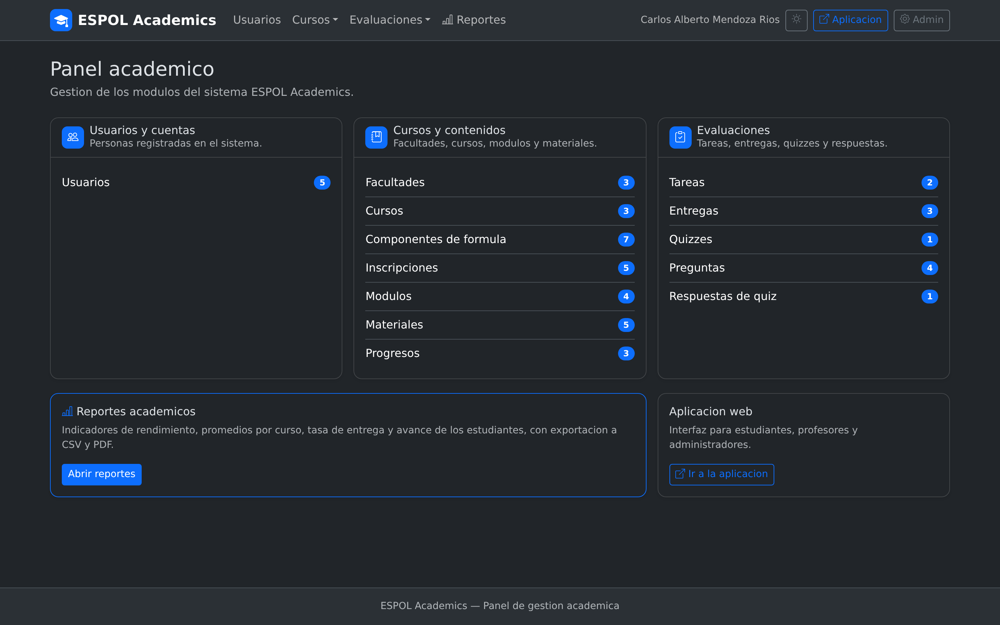 ESPOL Academics
Usuarios
Cursos
Evaluaciones
Reportes
Carlos Alberto Mendoza Rios
Aplicacion
Admin
Panel academico
Gestion de los modulos del sistema ESPOL Academics.
Usuarios y cuentas
Personas registradas en el sistema.
Usuarios 5
Cursos y contenidos
Facultades, cursos, modulos y materiales.
Facultades 3
Cursos 3
Componentes de formula 7
Inscripciones 5
Modulos 4
Materiales 5
Progresos 3
Evaluaciones
Tareas, entregas, quizzes y respuestas.
Tareas 2
Entregas 3
Quizzes 1
Preguntas 4
Respuestas de quiz 1
Reportes academicos
Indicadores de rendimiento, promedios por curso, tasa de entrega y avance de los estudiantes, con exportacion a
CSV y PDF.
Abrir reportes
Aplicacion web
Interfaz para estudiantes, profesores y
administradores.
Ir a la aplicacion
ESPOL Academics — Panel de gestion academica